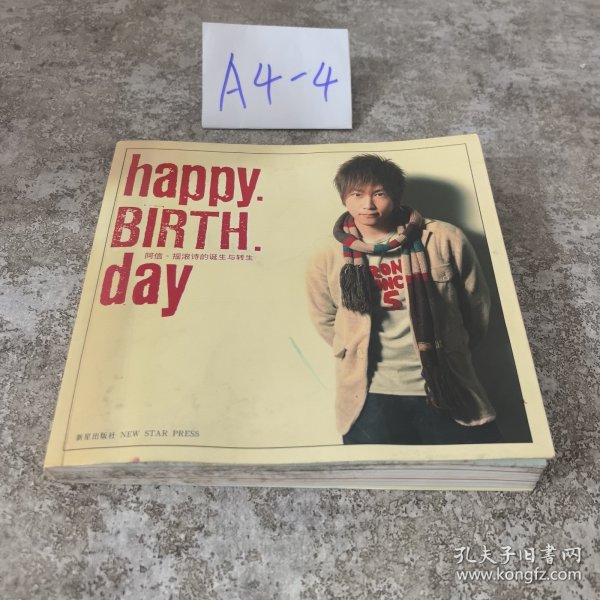 A4-4
happy.
BIRTH.
阿信·摇滚诗的诞生与转生
day
RON
5
新星出版社 NEW STAR PRESS
孔夫子旧书网
www.kongfz.com